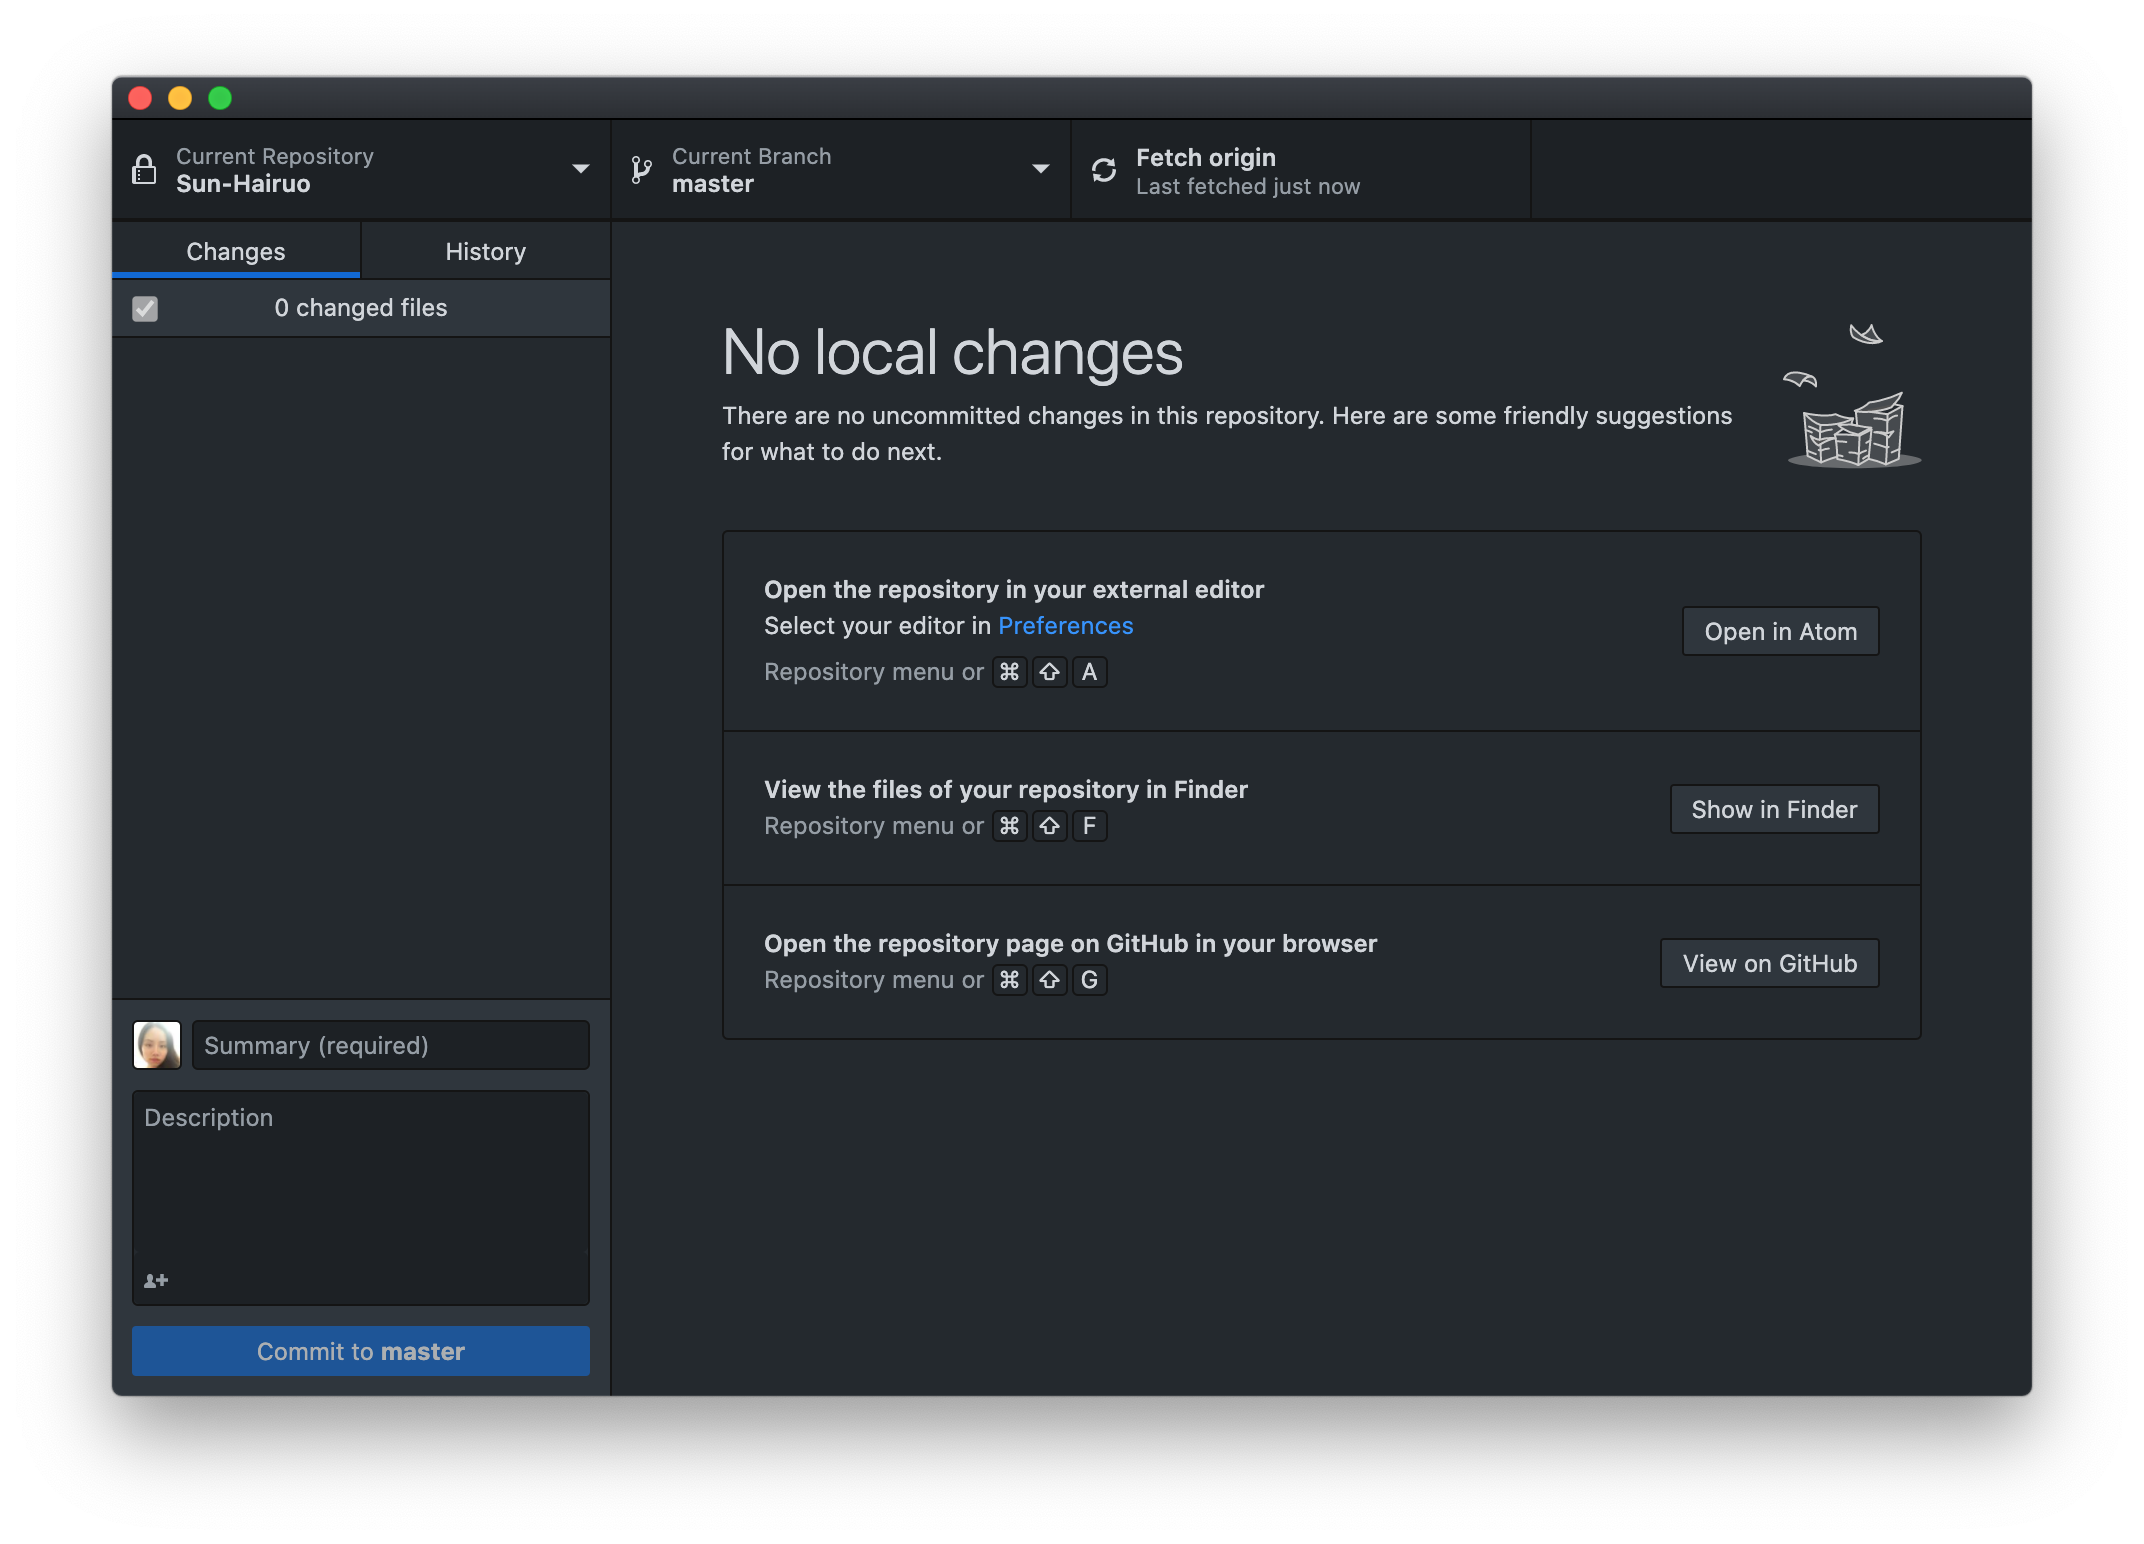 Current Repository
Sun-Hairuo
Current Branch
master
Fetch origin
Last fetched just now
Changes
History
0 changed files
No local changes
There are no uncommitted changes in this repository. Here are some friendly suggestions
for what to do next.
Open the repository in your external editor
Select your editor in Preferences
Repository menu or ⌘ ⇧ A
Open in Atom
View the files of your repository in Finder
Repository menu or ⌘ ⇧ F
Show in Finder
Open the repository page on GitHub in your browser
Repository menu or ⌘ ⇧ G
View on GitHub
Summary (required)
Description
Commit to master